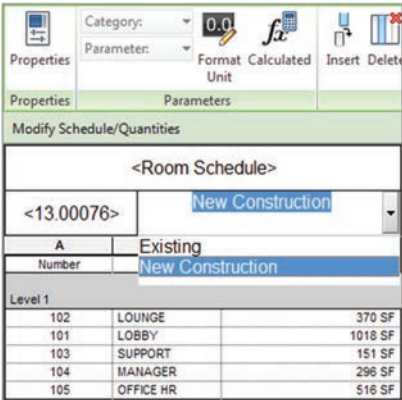 Category:
Parameter:
0.0
fx
Properties
Format Unit
Calculated
Insert
Delete
Properties
Parameters
Modify Schedule/Quantities
<Room Schedule>
<13.00076>
New Construction
A
Existing
Number
New Construction
Level 1
102 LOUNGE 370 SF
101 LOBBY 1018 SF
103 SUPPORT 151 SF
104 MANAGER 296 SF
105 OFFICE HR 516 SF